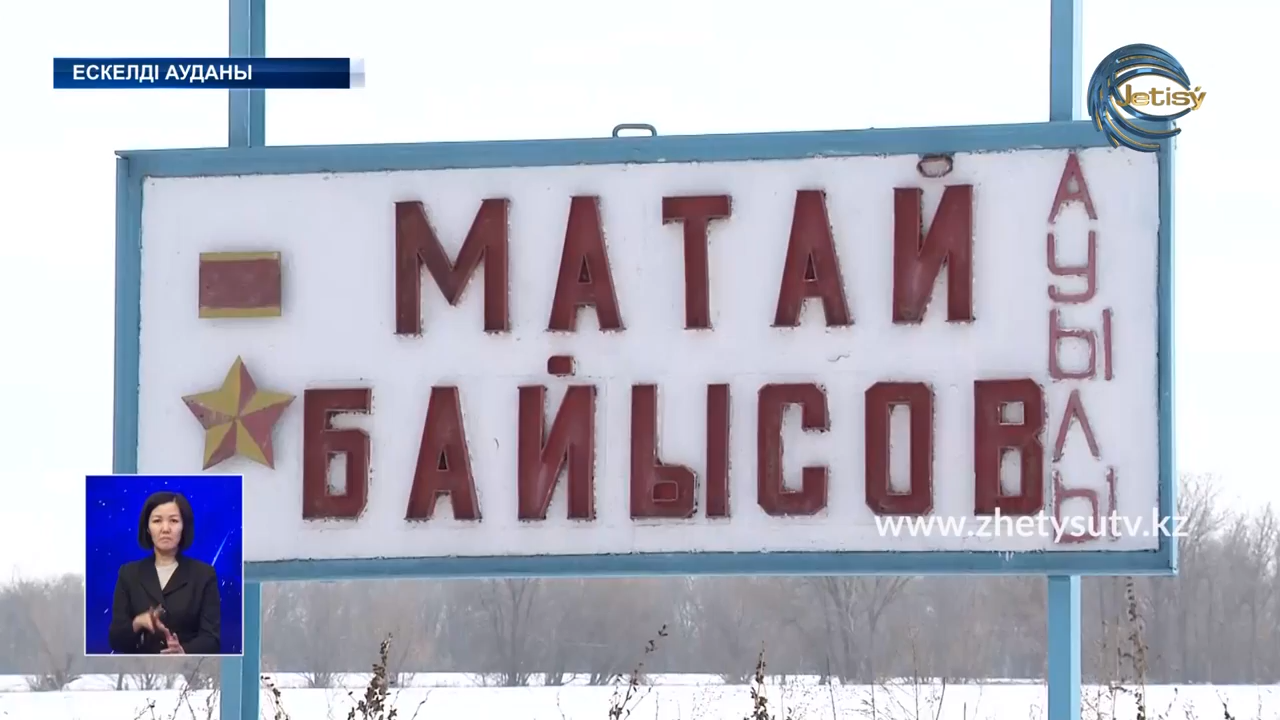 ЕСКЕЛДІ АУДАНЫ
Jetisý
МАТАЙ
БАЙЫСОВ
АУЫЛЫ
www.zhetysutv.kz